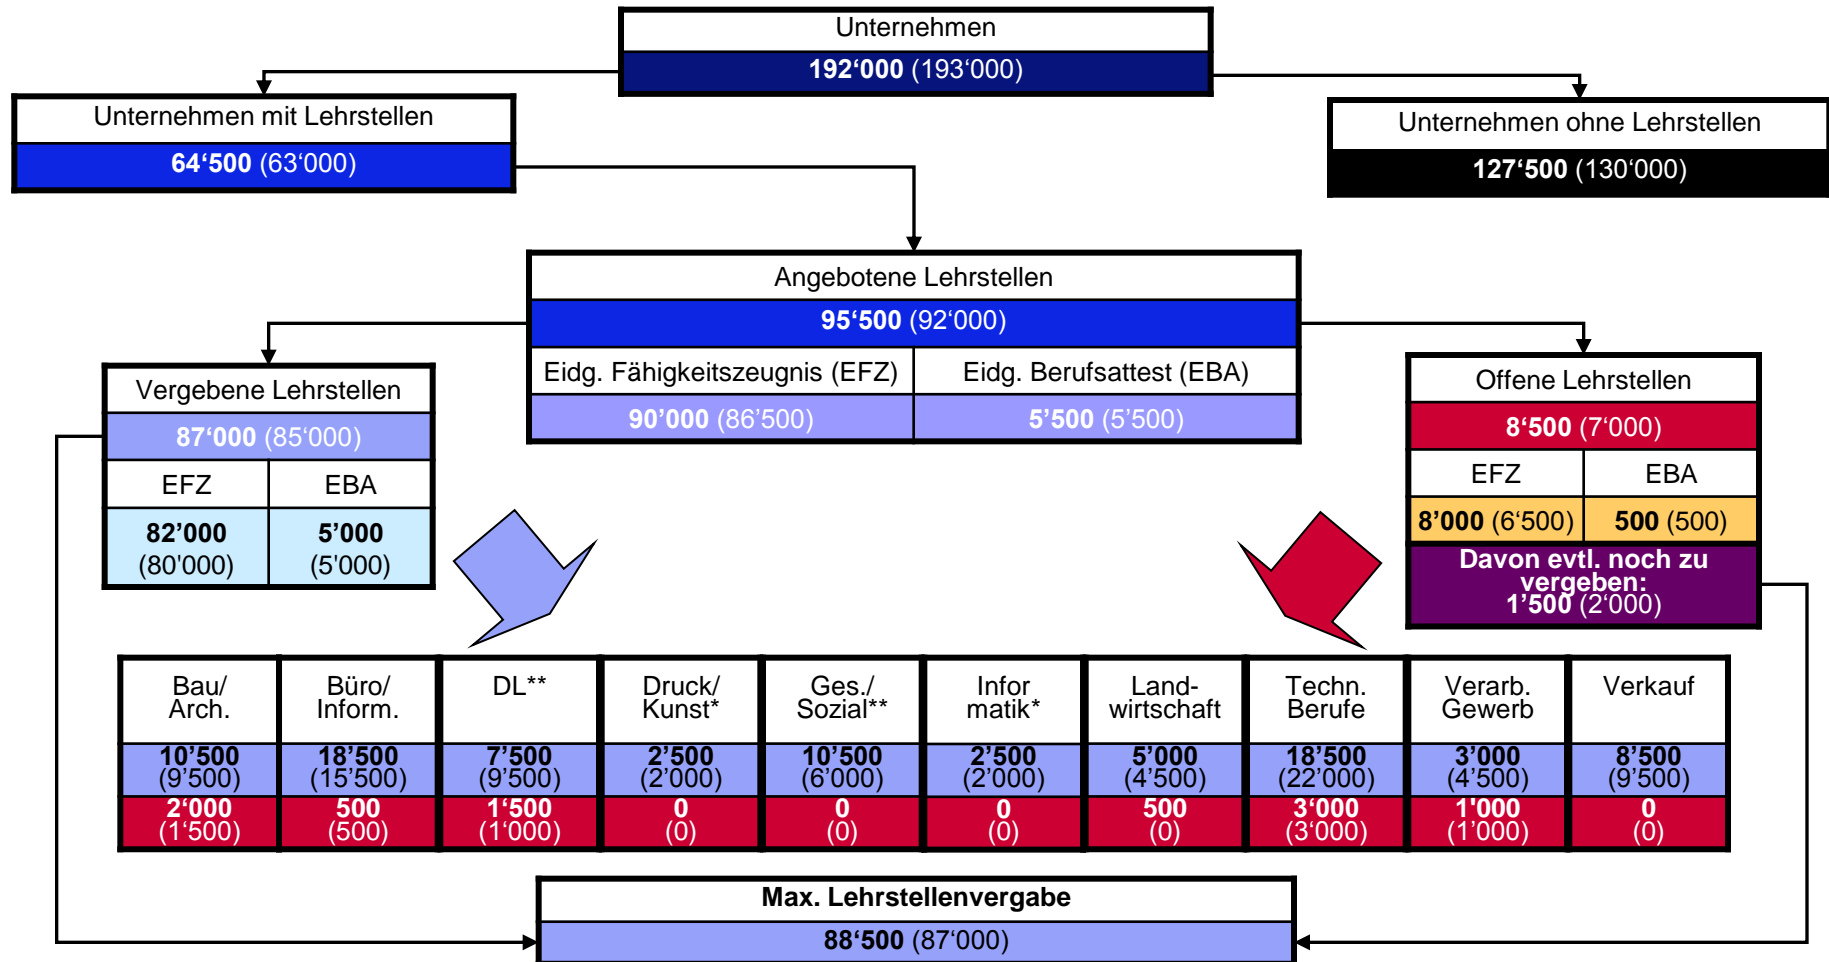 Unternehmen
192‘000 (193‘000)
Unternehmen mit Lehrstellen
64‘500 (63‘000)
Unternehmen ohne Lehrstellen
127‘500 (130‘000)
Angebotene Lehrstellen
95‘500 (92‘000)
Eidg. Fähigkeitszeugnis (EFZ)
Eidg. Berufsattest (EBA)
90’000 (86’500)
5’500 (5’500)
Vergebene Lehrstellen
87‘000 (85‘000)
EFZ
EBA
82’000
(80'000)
5’000
(5'000)
Offene Lehrstellen
8‘500 (7‘000)
EFZ
EBA
8’000 (6‘500)
500 (500)
Davon evtl. noch zu
vergeben:
1’500 (2’000)
Bau/
Arch.
Büro/
Inform.
DL**
Druck/
Kunst*
Ges./
Sozial**
Infor
matik*
Land-
wirtschaft
Techn.
Berufe
Verarb.
Gewerb
Verkauf
10’500
(9’500)
18’500
(15’500)
7’500
(9’500)
2’500
(2’000)
10’500
(6’000)
2’500
(2’000)
5’000
(4’500)
18’500
(22’000)
3’000
(4’500)
8’500
(9’500)
2‘000
(1’500)
500
(500)
1‘500
(1’000)
0
(0)
0
(0)
0
(0)
500
(0)
3‘000
(3’000)
1'000
(1’000)
0
(0)
Max. Lehrstellenvergabe
88‘500 (87‘000)